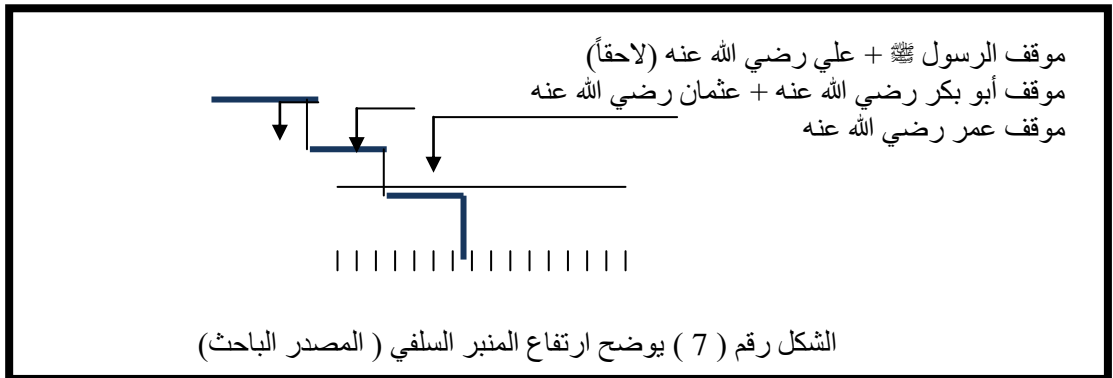 موقف الرسول ﷺ + علي رضي الله عنه (لاحقاً)
موقف أبو بكر رضي الله عنه + عثمان رضي الله عنه
موقف عمر رضي الله عنه
الشكل رقم ( 7 ) يوضح ارتفاع المنبر السلفي ( المصدر الباحث)